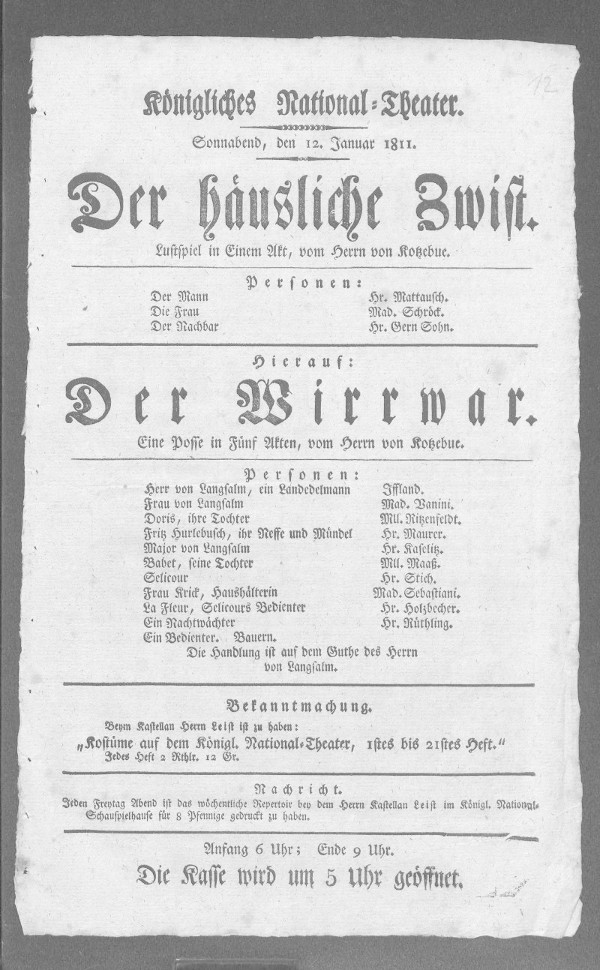 12
Königliches National-Theater.
Sonnabend, den 12. Januar 1811.
Der häusliche Zwist.
Lustspiel in Einem Akt, vom Herrn von Kotzebue.
Personen:
Der Mann Hr. Mattausch.
Die Frau Mad. Schröck.
Der Nachbar Hr. Gern Sohn.
Hierauf:
Der Wirrwar.
Eine Posse in Fünf Akten, vom Herrn von Kotzebue.
Personen:
Herr von Langsalm, ein Landedelmann Iffland.
Frau von Langsalm Mad. Vanini.
Doris, ihre Tochter Mll. Ritzenfeldt.
Fritz Hurlebusch, ihr Neffe und Mündel Hr. Maurer.
Major von Langsalm Hr. Kaselitz.
Babet, seine Tochter Mll. Maaß.
Selicour Hr. Stich.
Frau Krick, Haushälterin Mad. Sebastiani.
La Fleur, Selicours Bedienter Hr. Holzbecher.
Ein Nachtwächter Hr. Rüthling.
Ein Bedienter. Bauern.
Die Handlung ist auf dem Guthe des Herrn
von Langsalm.
Bekanntmachung.
Beym Kastellan Herrn Leist ist zu haben:
„Kostüme auf dem Königl. National-Theater, 1stes bis 21stes Heft.“
Jedes Heft 2 Rthlr. 12 Gr.
Nachricht.
Jeden Freytag Abend ist das wöchentliche Repertoir bey dem Herrn Kastellan Leist im Königl. National-
Schauspielhause für 8 Pfennige gedruckt zu haben.
Anfang 6 Uhr; Ende 9 Uhr.
Die Kasse wird um 5 Uhr geöffnet.